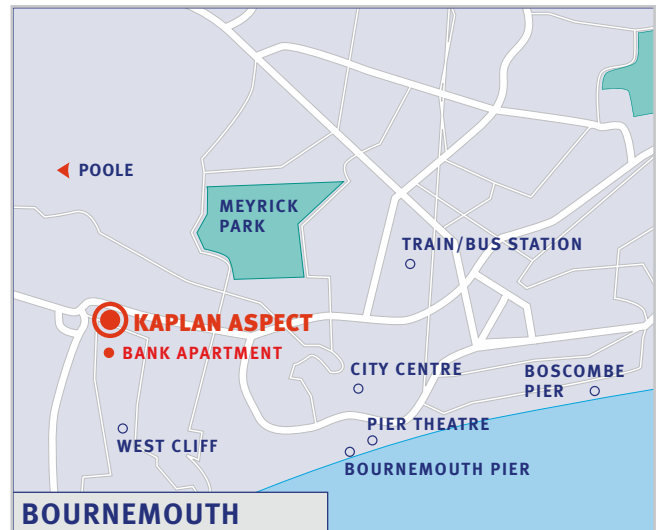 POOLE
MEYRICK
PARK
TRAIN/BUS STATION
KAPLAN ASPECT
BANK APARTMENT
CITY CENTRE
BOSCOMBE
PIER
PIER THEATRE
WEST CLIFF
BOURNEMOUTH PIER
BOURNEMOUTH